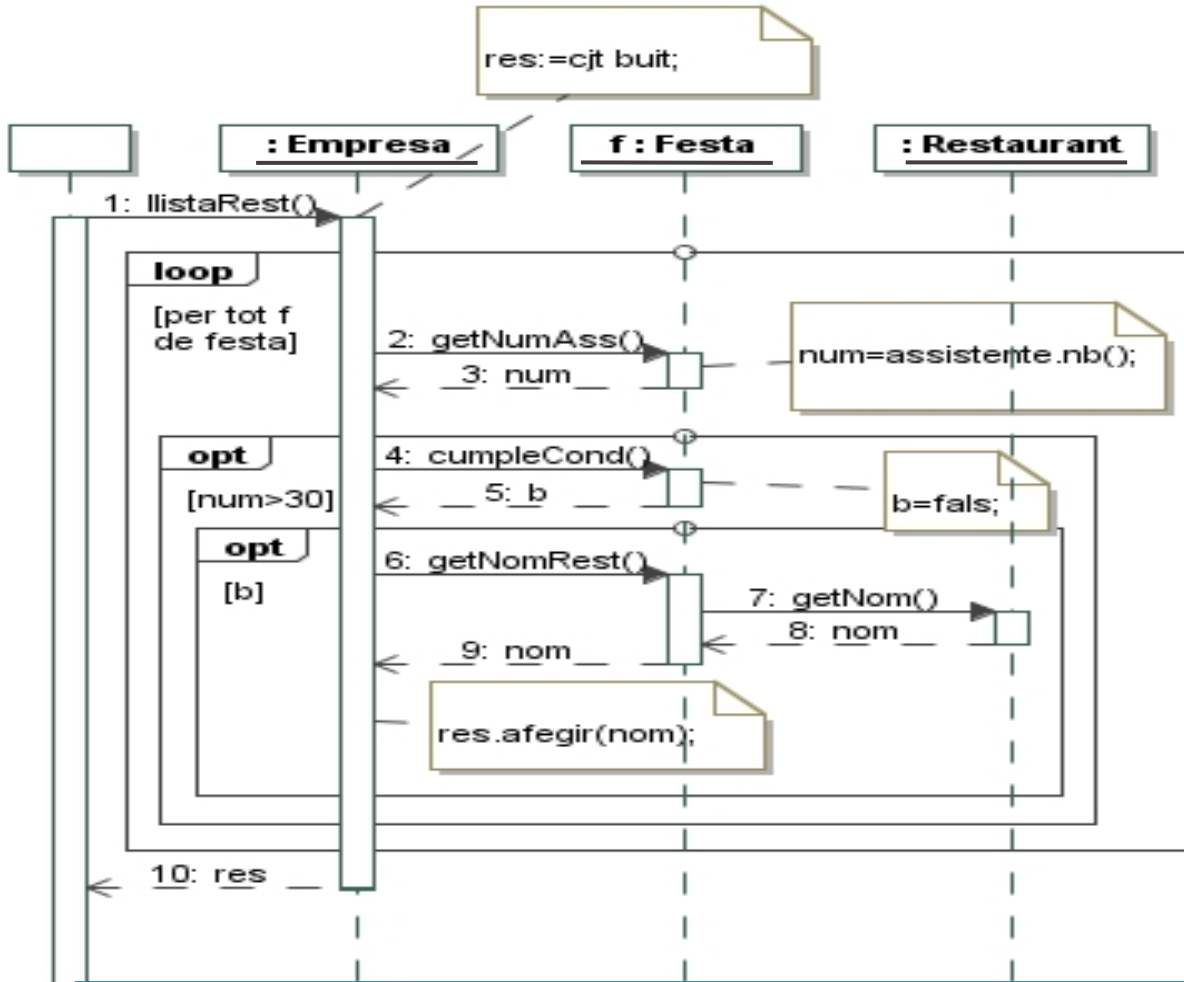 res:=cjt buit;
: Empresa
f : Festa
: Restaurant
1: llistaRest()
loop
[per tot f
de festa]
2: getNumAss()
num=assistente.nb();
3: num
opt
4: cumpleCond()
[num>30]
5: b
b=fals;
opt
6: getNomRest()
[b]
7: getNom()
8: nom
9: nom
res.afegir(nom);
10: res